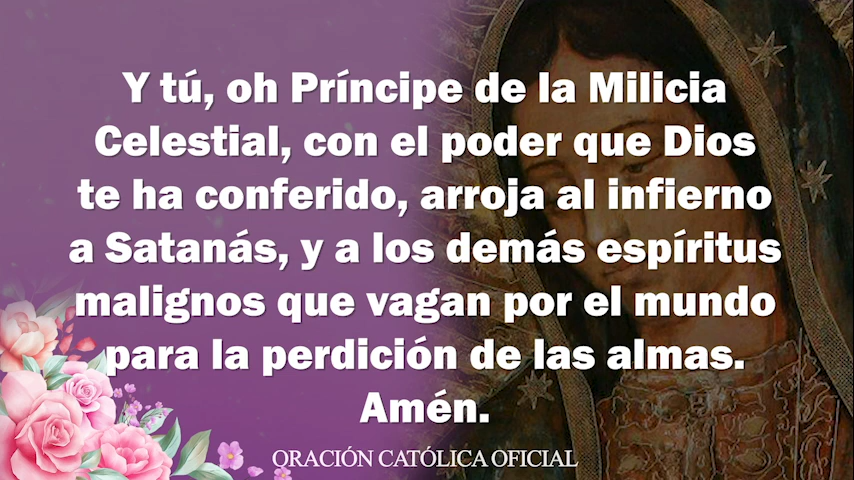 Y tú, oh Príncipe de la Milicia
Celestial, con el poder que Dios
te ha conferido, arroja al infierno
a Satanás, y a los demás espíritus
malignos que vagan por el mundo
para la perdición de las almas.
Amén.
ORACIÓN CATÓLICA OFICIAL